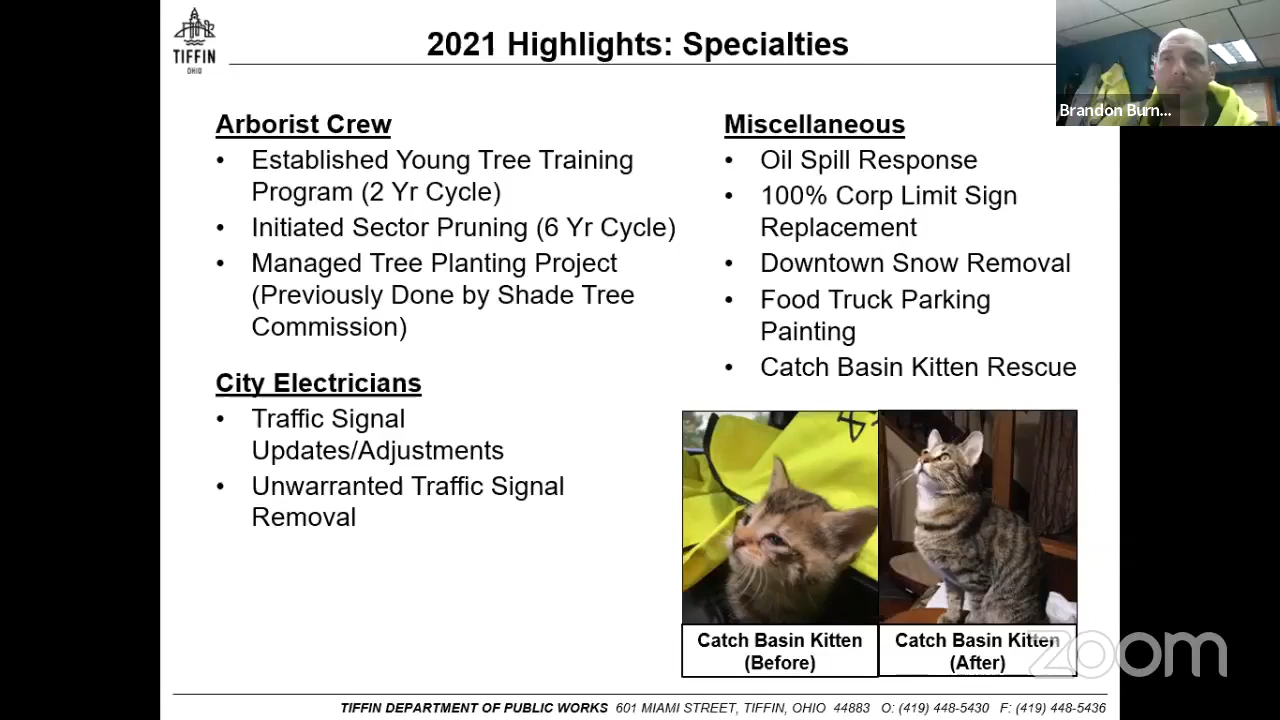 TIFFIN
OHIO
2021 Highlights: Specialties
Brandon Burn...
Arborist Crew
• Established Young Tree Training
Program (2 Yr Cycle)
• Initiated Sector Pruning (6 Yr Cycle)
• Managed Tree Planting Project
(Previously Done by Shade Tree
Commission)
City Electricians
• Traffic Signal
Updates/Adjustments
• Unwarranted Traffic Signal
Removal
Miscellaneous
• Oil Spill Response
• 100% Corp Limit Sign
Replacement
• Downtown Snow Removal
• Food Truck Parking
Painting
• Catch Basin Kitten Rescue
Catch Basin Kitten
(Before)
Catch Basin Kitten
(After)
zoom
TIFFIN DEPARTMENT OF PUBLIC WORKS 601 MIAMI STREET, TIFFIN, OHIO 44883 O: (419) 448-5430 F: (419) 448-5436